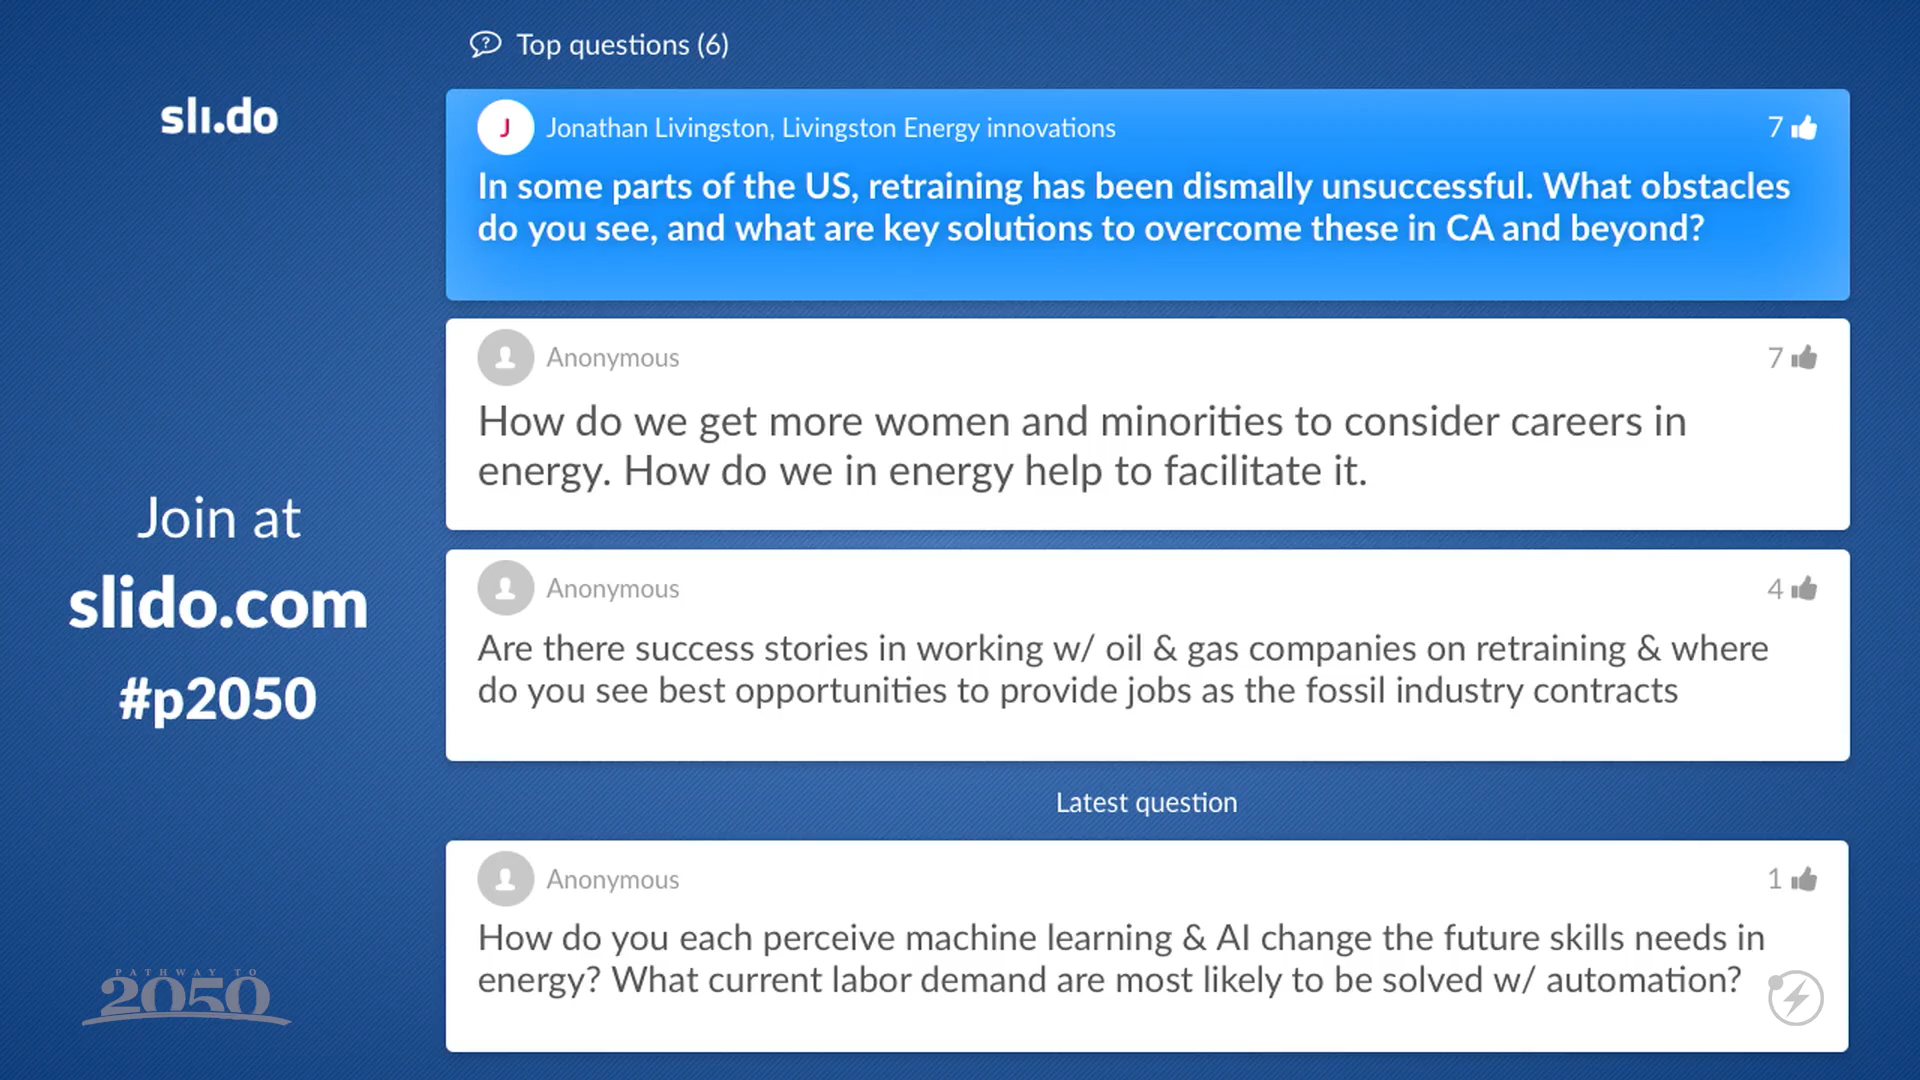 Top questions (6)
sli.do
J
Jonathan Livingston, Livingston Energy innovations
7
In some parts of the US, retraining has been dismally unsuccessful. What obstacles
do you see, and what are key solutions to overcome these in CA and beyond?
Anonymous
7
How do we get more women and minorities to consider careers in
energy. How do we in energy help to facilitate it.
Join at
slido.com
#p2050
Anonymous
4
Are there success stories in working w/ oil & gas companies on retraining & where
do you see best opportunities to provide jobs as the fossil industry contracts
Latest question
Anonymous
1
How do you each perceive machine learning & AI change the future skills needs in
energy? What current labor demand are most likely to be solved w/ automation?
PATHWAY TO
2050